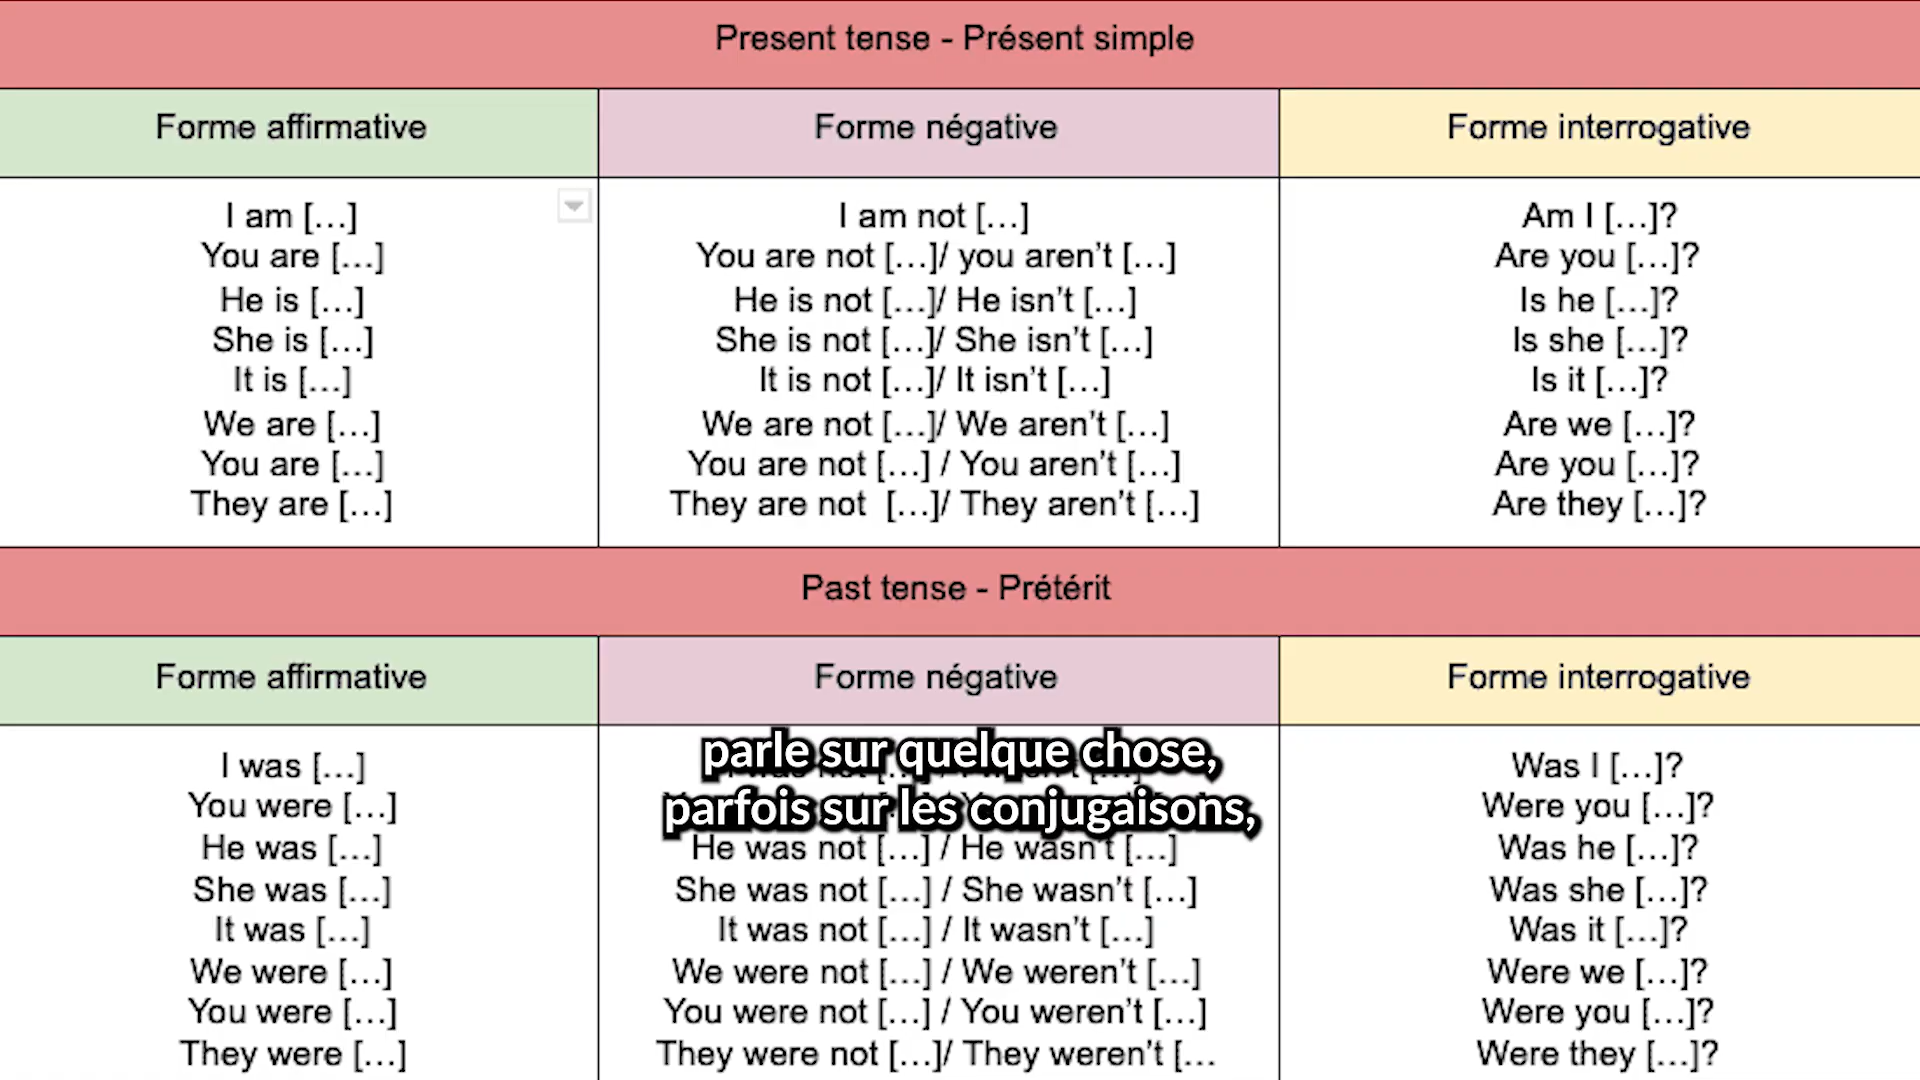 Present tense - Présent simple
Forme affirmative
Forme négative
Forme interrogative
I am [...]
You are [...]
He is [...]
She is [...]
It is [...]
We are [...]
You are [...]
They are [...]
I am not [...]
You are not [...]/ you aren't [...]
He is not [...]/ He isn't [...]
She is not [...]/ She isn't [...]
It is not [...]/ It isn't [...]
We are not [...]/ We aren't [...]
You are not [...] / You aren't [...]
They are not [...]/ They aren't [...]
Am I [...]?
Are you [...]?
Is he [...]?
Is she [...]?
Is it [...]?
Are we [...]?
Are you [...]?
Are they [...]?
Past tense - Prétérit
Forme affirmative
Forme négative
Forme interrogative
I was [...]
You were [...]
He was [...]
She was [...]
It was [...]
We were [...]
You were [...]
They were [...]
parle sur quelque chose,
parfois sur les conjugaisons,
He was not [...] / He wasn't [...]
She was not [...] / She wasn't [...]
It was not [...] / It wasn't [...]
We were not [...] / We weren't [...]
You were not [...] / You weren't [...]
They were not [...]/ They weren't [...
Was I [...]?
Were you [...]?
Was he [...]?
Was she [...]?
Was it [...]?
Were we [...]?
Were you [...]?
Were they [...]?